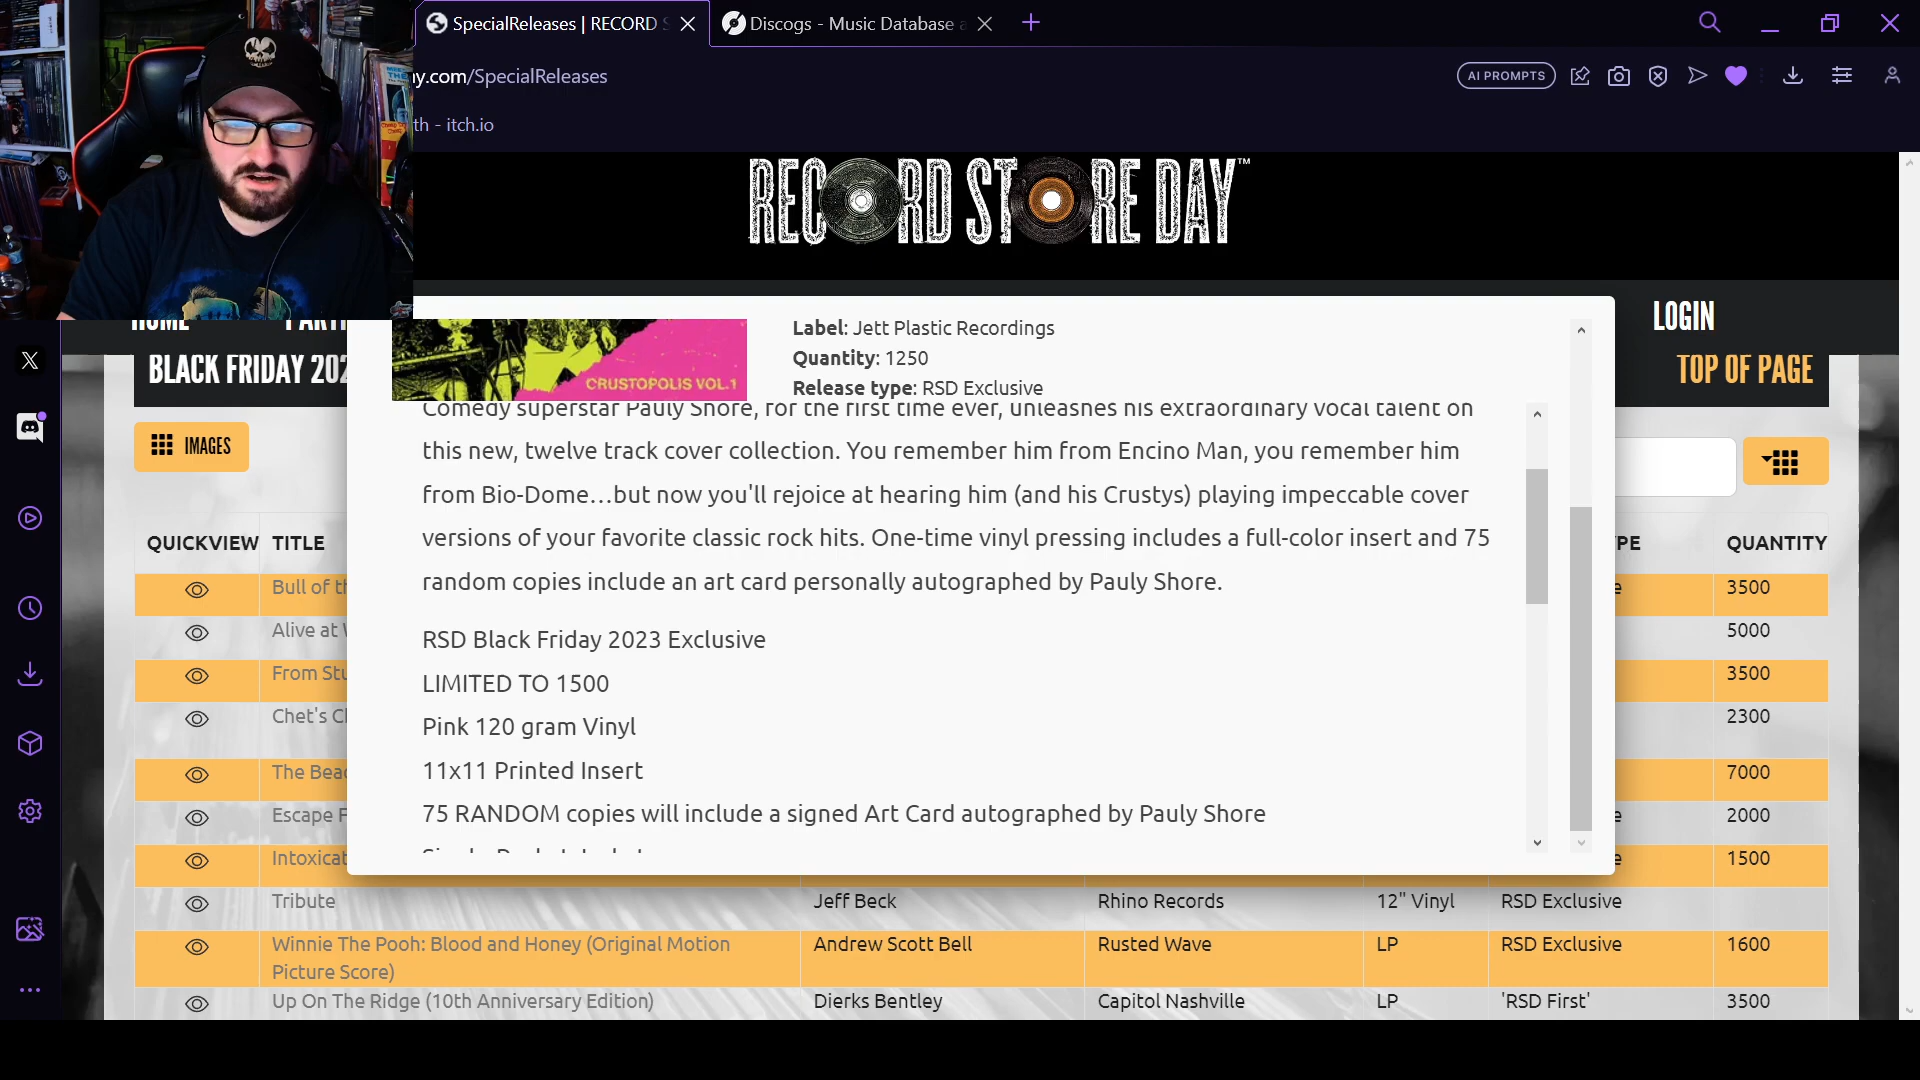 SpecialReleases | RECORD S
Discogs - Music Database a
y.com/SpecialReleases
AI PROMPTS
th - itch.io
RECORD STORE DAY™
HOME
PARTI
LOGIN
BLACK FRIDAY 202
TOP OF PAGE
IMAGES
CRUSTOPOLIS VOL.1
Label: Jett Plastic Recordings
Quantity: 1250
Release type: RSD Exclusive
Comedy superstar Pauly Shore, for the first time ever, unleashes his extraordinary vocal talent on
this new, twelve track cover collection. You remember him from Encino Man, you remember him
from Bio-Dome...but now you'll rejoice at hearing him (and his Crustys) playing impeccable cover
versions of your favorite classic rock hits. One-time vinyl pressing includes a full-color insert and 75
random copies include an art card personally autographed by Pauly Shore.
RSD Black Friday 2023 Exclusive
LIMITED TO 1500
Pink 120 gram Vinyl
11x11 Printed Insert
75 RANDOM copies will include a signed Art Card autographed by Pauly Shore
QUICKVIEW TITLE PE QUANTITY
Bull of th e 3500
Alive at W 5000
From Stu 3500
Chet's Ch 2300
The Beac 7000
Escape F e 2000
Intoxicat e 1500
Tribute Jeff Beck Rhino Records 12" Vinyl RSD Exclusive
Winnie The Pooh: Blood and Honey (Original Motion Andrew Scott Bell Rusted Wave LP RSD Exclusive 1600
Picture Score)
Up On The Ridge (10th Anniversary Edition) Dierks Bentley Capitol Nashville LP 'RSD First' 3500